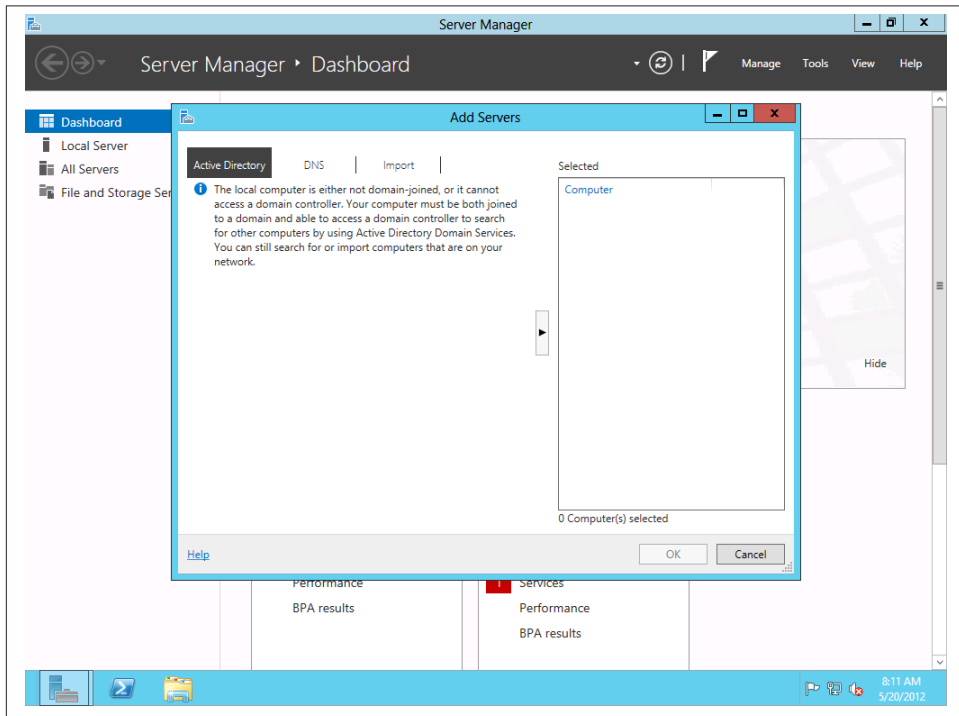 Server Manager
Server Manager • Dashboard
Manage Tools View Help
Dashboard
Local Server
All Servers
File and Storage Ser
Add Servers
Active Directory DNS Import
The local computer is either not domain-joined, or it cannot
access a domain controller. Your computer must be both joined
to a domain and able to access a domain controller to search
for other computers by using Active Directory Domain Services.
You can still search for or import computers that are on your
network.
Selected
Computer
0 Computer(s) selected
Help
OK Cancel
Hide
Performance
BPA results
1 Services
Performance
BPA results
8:11 AM
5/20/2012